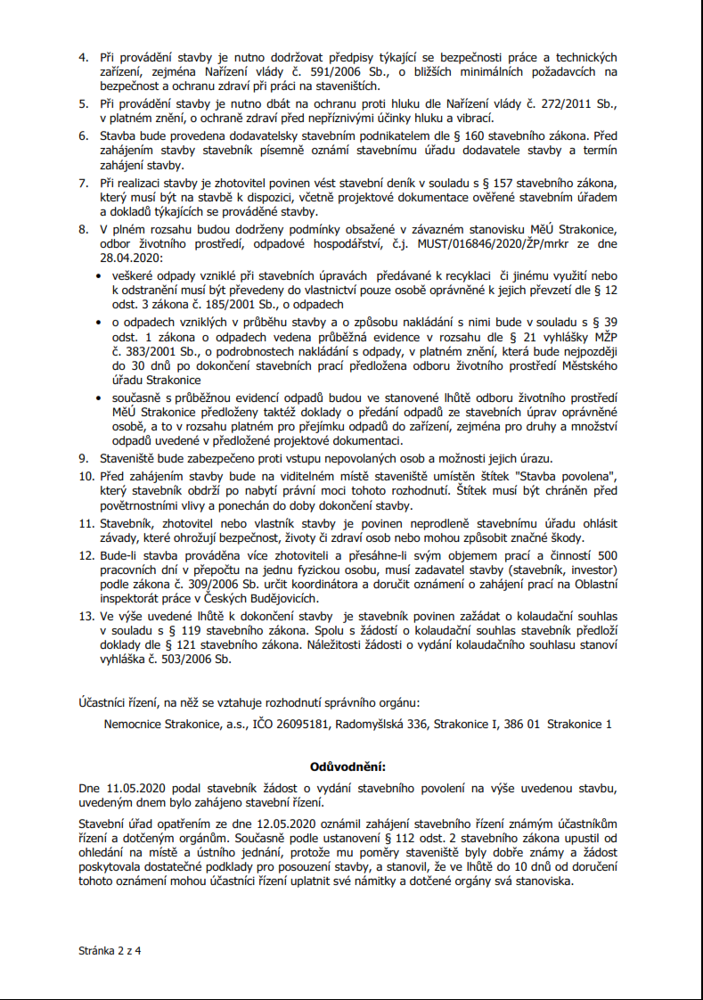 4. Při provádění stavby je nutno dodržovat předpisy týkající se bezpečnosti práce a technických
zařízení, zejména Nařízení vlády č. 591/2006 Sb., o bližších minimálních požadavcích na
bezpečnost a ochranu zdraví při práci na staveništích.
5. Při provádění stavby je nutno dbát na ochranu proti hluku dle Nařízení vlády č. 272/2011 Sb.,
v platném znění, o ochraně zdraví před nepříznivými účinky hluku a vibrací.
6. Stavba bude provedena dodavatelsky stavebním podnikatelem dle § 160 stavebního zákona. Před
zahájením stavby stavebník písemně oznámí stavebnímu úřadu dodavatele stavby a termín
zahájení stavby.
7. Při realizaci stavby je zhotovitel povinen vést stavební deník v souladu s § 157 stavebního zákona,
který musí být na stavbě k dispozici, včetně projektové dokumentace ověřené stavebním úřadem
a dokladů týkajících se prováděné stavby.
8. V plném rozsahu budou dodrženy podmínky obsažené v závazném stanovisku MěÚ Strakonice,
odbor životního prostředí, odpadové hospodářství, č.j. MUST/016846/2020/ŽP/mrkr ze dne
28.04.2020:
• veškeré odpady vzniklé při stavebních úpravách předávané k recyklaci či jinému využití nebo
k odstranění musí být převedeny do vlastnictví pouze osobě oprávněné k jejich převzetí dle § 12
odst. 3 zákona č. 185/2001 Sb., o odpadech
• o odpadech vzniklých v průběhu stavby a o způsobu nakládání s nimi bude v souladu s § 39
odst. 1 zákona o odpadech vedena průběžná evidence v rozsahu dle § 21 vyhlášky MŽP
č. 383/2001 Sb., o podrobnostech nakládání s odpady, v platném znění, která bude nejpozději
do 30 dnů po dokončení stavebních prací předložena odboru životního prostředí Městského
úřadu Strakonice
• současně s průběžnou evidencí odpadů budou ve stanovené lhůtě odboru životního prostředí
MěÚ Strakonice předloženy taktéž doklady o předání odpadů ze stavebních úprav oprávněné
osobě, a to v rozsahu platném pro přejímku odpadů do zařízení, zejména pro druhy a množství
odpadů uvedené v předložené projektové dokumentaci.
9. Staveniště bude zabezpečeno proti vstupu nepovolaných osob a možnosti jejich úrazu.
10. Před zahájením stavby bude na viditelném místě staveniště umístěn štítek "Stavba povolena",
který stavebník obdrží po nabytí právní moci tohoto rozhodnutí. Štítek musí být chráněn před
povětrnostními vlivy a ponechán do doby dokončení stavby.
11. Stavebník, zhotovitel nebo vlastník stavby je povinen neprodleně stavebnímu úřadu ohlásit
závady, které ohrožují bezpečnost, životy či zdraví osob nebo mohou způsobit značné škody.
12. Bude-li stavba prováděna více zhotoviteli a přesáhne-li svým objemem prací a činností 500
pracovních dní v přepočtu na jednu fyzickou osobu, musí zadavatel stavby (stavebník, investor)
podle zákona č. 309/2006 Sb. určit koordinátora a doručit oznámení o zahájení prací na Oblastní
inspektorát práce v Českých Budějovicích.
13. Ve výše uvedené lhůtě k dokončení stavby je stavebník povinen zažádat o kolaudační souhlas
v souladu s § 119 stavebního zákona. Spolu s žádostí o kolaudační souhlas stavebník předloží
doklady dle § 121 stavebního zákona. Náležitosti žádosti o vydání kolaudačního souhlasu stanoví
vyhláška č. 503/2006 Sb.
Účastníci řízení, na něž se vztahuje rozhodnutí správního orgánu:
Nemocnice Strakonice, a.s., IČO 26095181, Radomyšlská 336, Strakonice I, 386 01 Strakonice 1
Odůvodnění:
Dne 11.05.2020 podal stavebník žádost o vydání stavebního povolení na výše uvedenou stavbu,
uvedeným dnem bylo zahájeno stavební řízení.
Stavební úřad opatřením ze dne 12.05.2020 oznámil zahájení stavebního řízení známým účastníkům
řízení a dotčeným orgánům. Současně podle ustanovení § 112 odst. 2 stavebního zákona upustil od
ohledání na místě a ústního jednání, protože mu poměry staveniště byly dobře známy a žádost
poskytovala dostatečné podklady pro posouzení stavby, a stanovil, že ve lhůtě do 10 dnů od doručení
tohoto oznámení mohou účastníci řízení uplatnit své námitky a dotčené orgány svá stanoviska.
Stránka 2 z 4